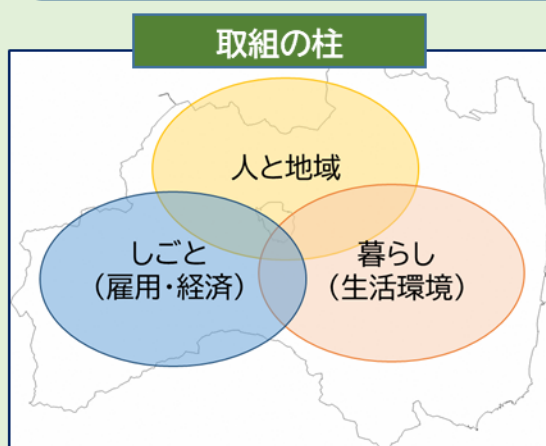 取組の柱
人と地域
しごと
（雇用・経済）
暮らし
（生活環境）